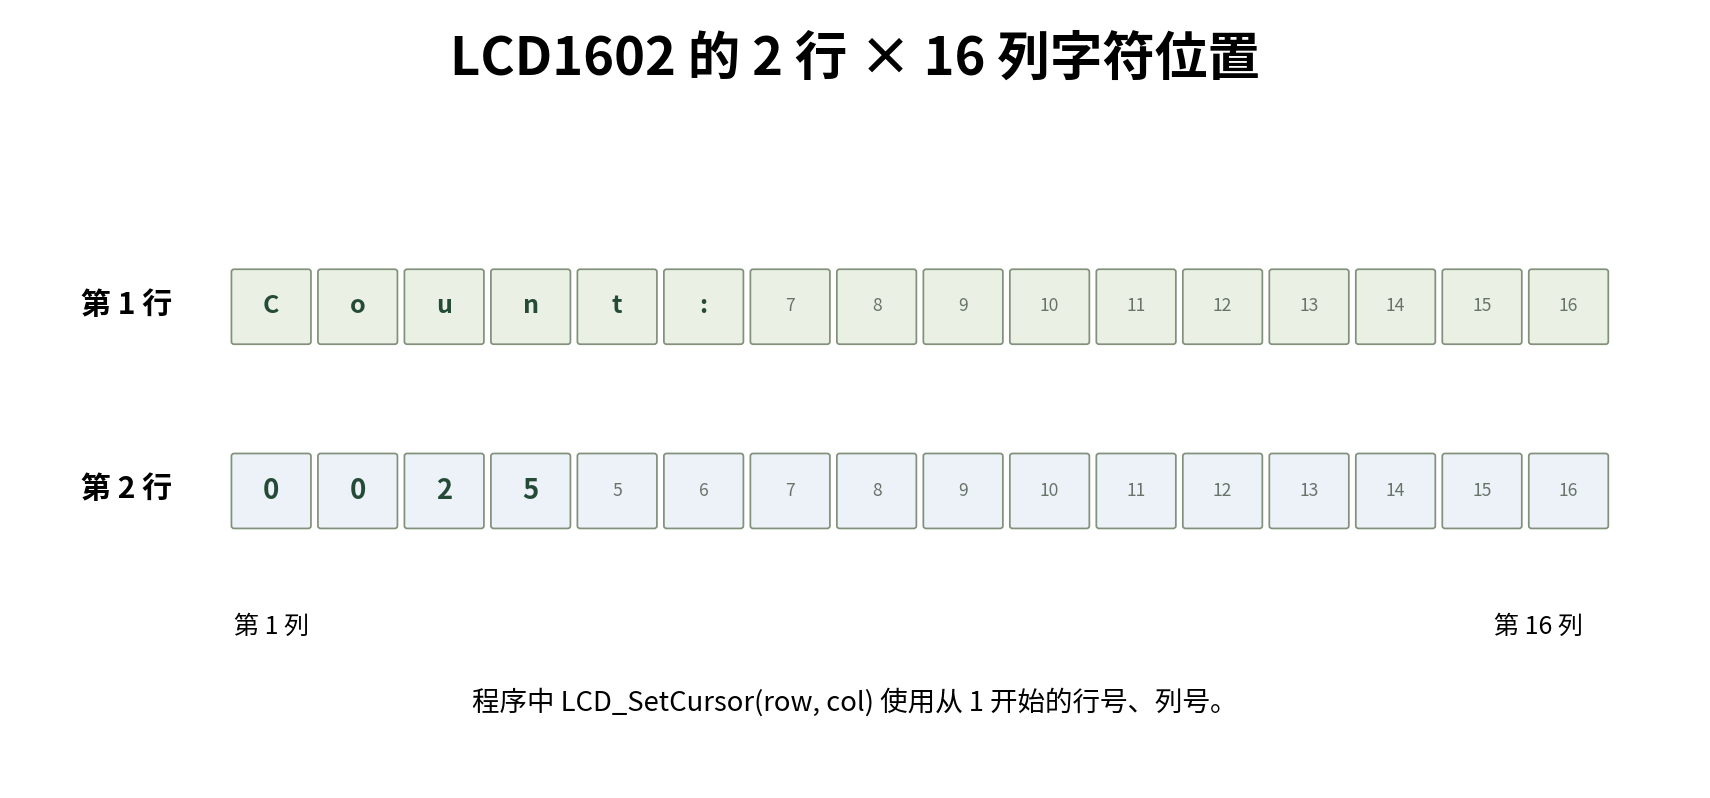 LCD1602 的 2 行 × 16 列字符位置
第 1 行 C o u n t : 7 8 9 10 11 12 13 14 15 16
第 2 行 0 0 2 5 5 6 7 8 9 10 11 12 13 14 15 16
第 1 列 第 16 列
程序中 LCD_SetCursor(row, col) 使用从 1 开始的行号、列号。